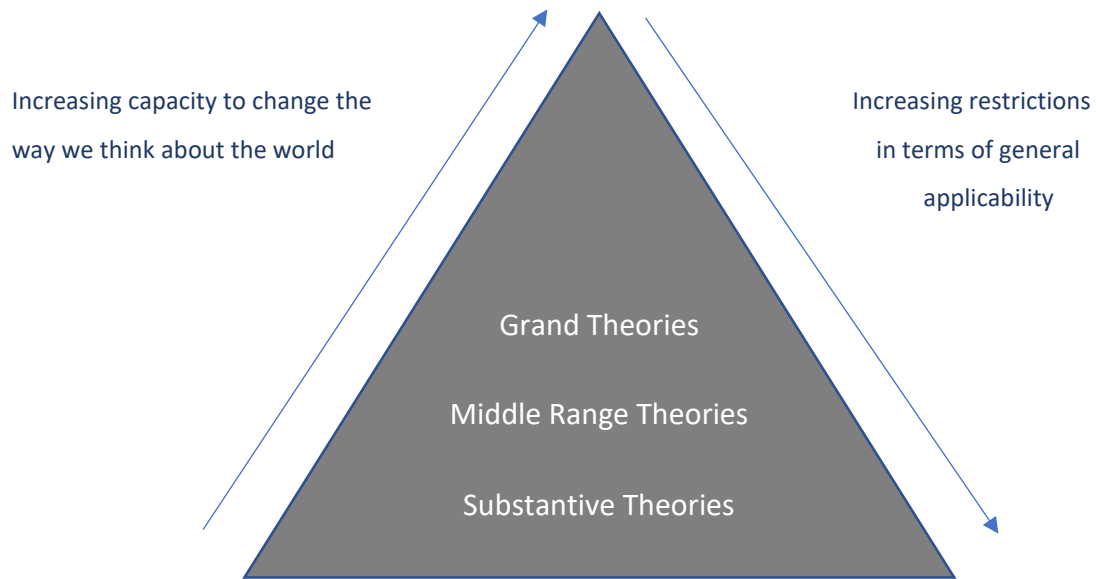 Increasing capacity to change the
way we think about the world
Increasing restrictions
in terms of general
applicability
Grand Theories
Middle Range Theories
Substantive Theories